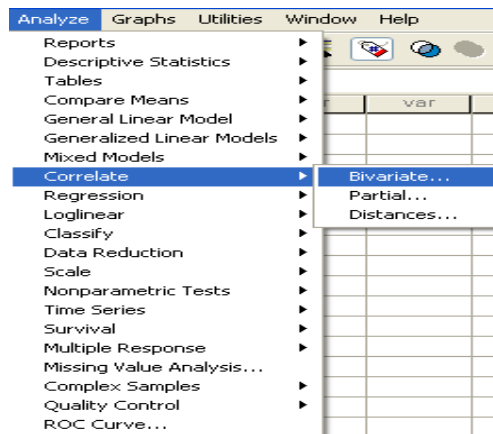 Analyze Graphs Utilities Window Help
Reports
Descriptive Statistics
Tables
Compare Means
var
General Linear Model
Generalized Linear Models
Mixed Models
Correlate
Bivariate...
Regression
Partial...
Loglinear
Distances...
Classify
Data Reduction
Scale
Nonparametric Tests
Time Series
Survival
Multiple Response
Missing Value Analysis...
Complex Samples
Quality Control
ROC Curve...